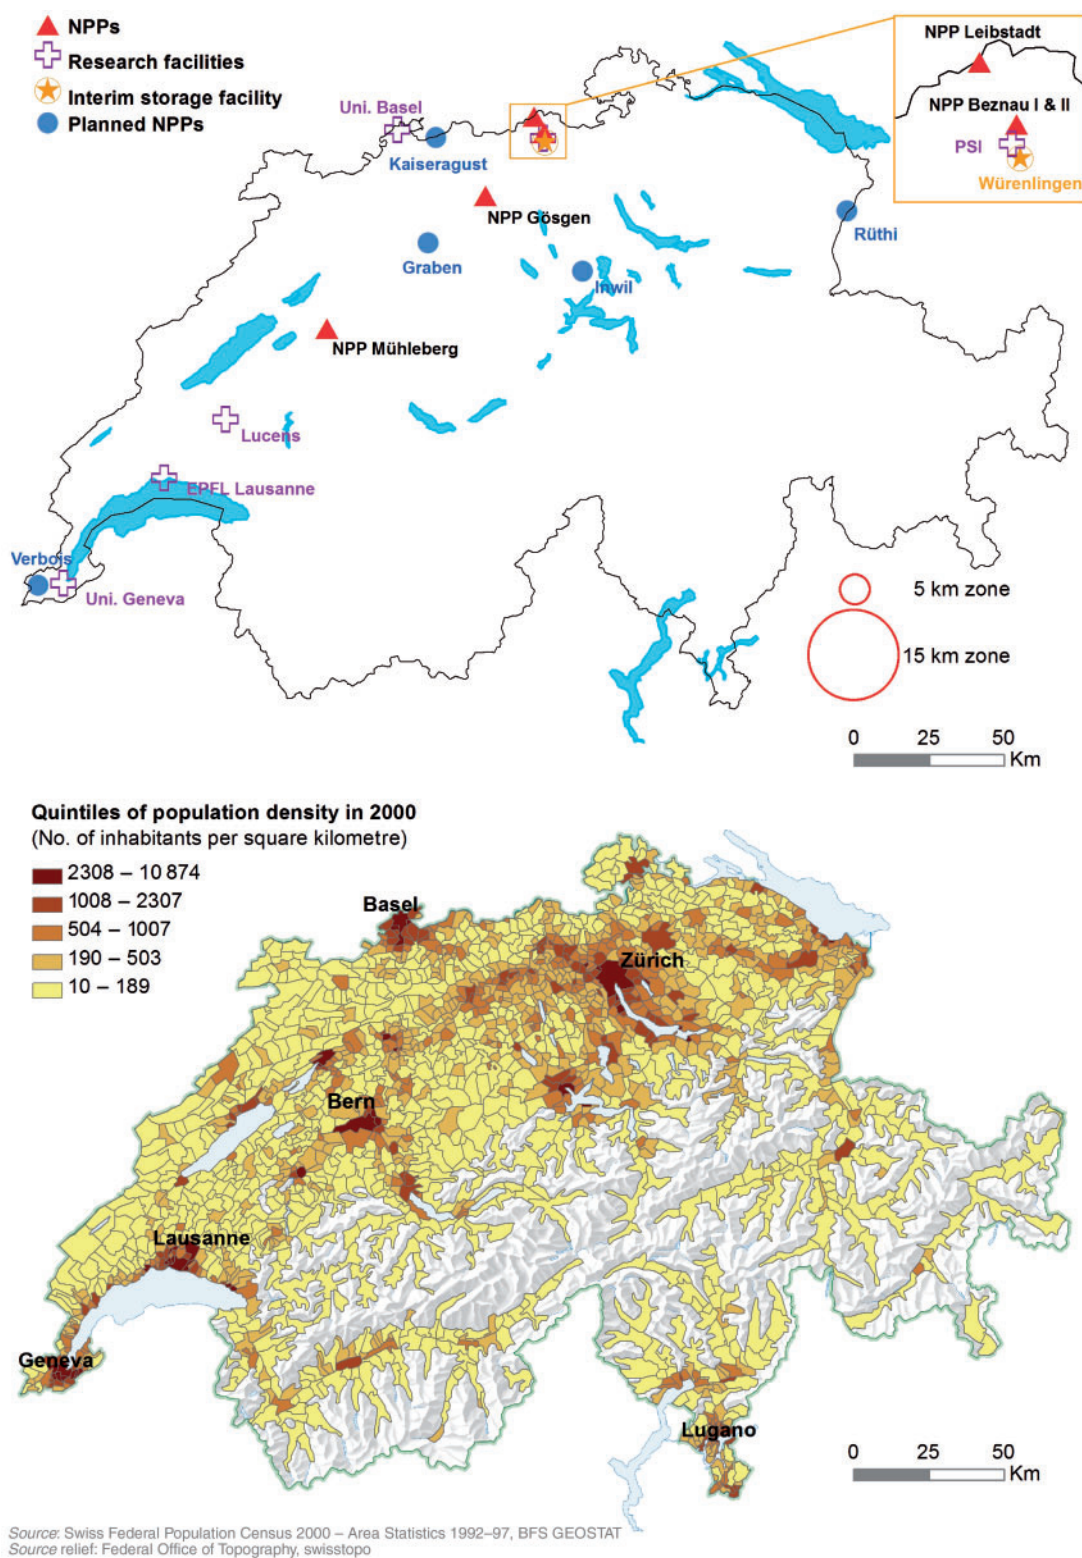 NPPs
Research facilities
Interim storage facility
Planned NPPs
NPP Leibstadt
NPP Beznau I & II
PSI
Würenlingen
Uni. Basel
Kaiseragust
NPP Gösgen
Rüthi
Graben
Inwil
NPP Mühleberg
Lucens
EPFL Lausanne
Verbois
Uni. Geneva
5 km zone
15 km zone
0 25 50
Km
Quintiles of population density in 2000
(No. of inhabitants per square kilometre)
2308 – 10 874
1008 – 2307
504 – 1007
190 – 503
10 – 189
Basel
Zürich
Bern
Lausanne
Geneva
Lugano
0 25 50
Km
Source: Swiss Federal Population Census 2000 – Area Statistics 1992–97, BFS GEOSTAT
Source relief: Federal Office of Topography, swisstopo